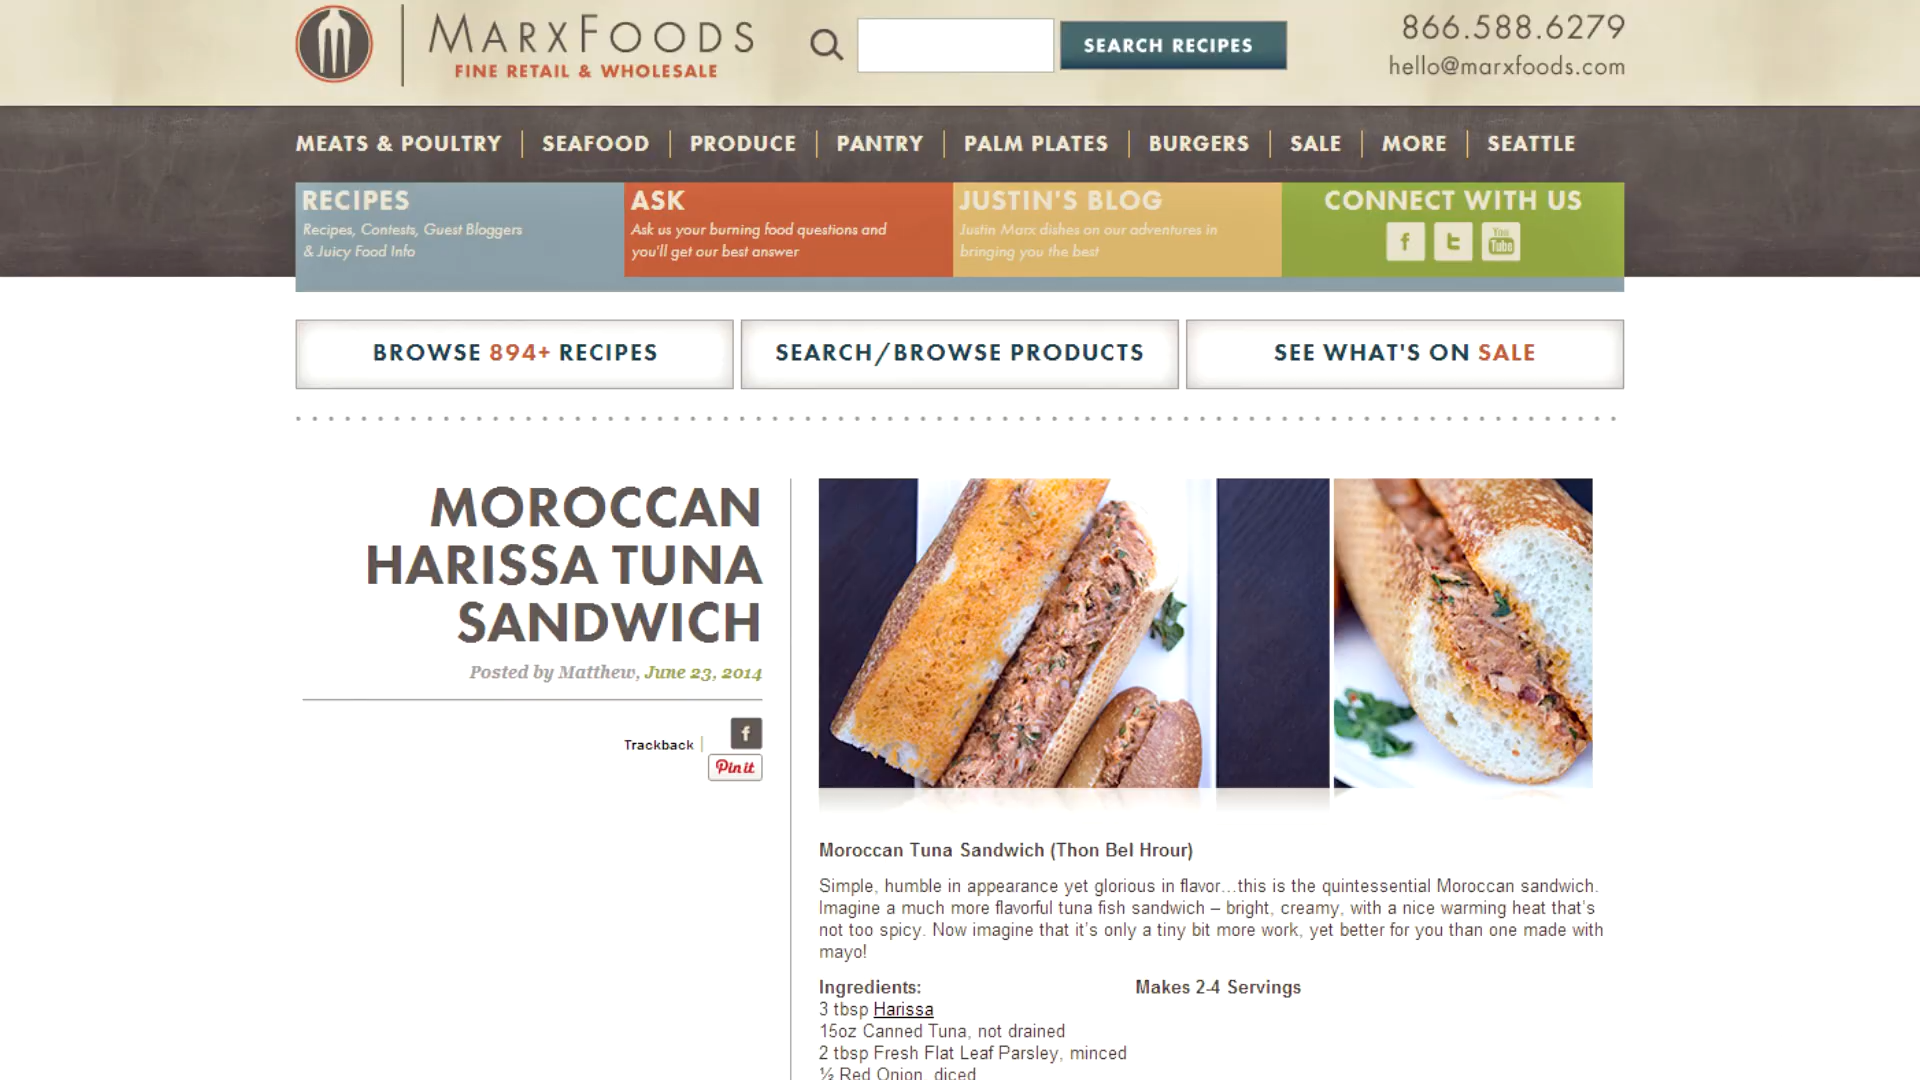 MARXFOODS
FINE RETAIL & WHOLESALE
SEARCH RECIPES
866.588.6279
hello@marxfoods.com
MEATS & POULTRY
SEAFOOD
PRODUCE
PANTRY
PALM PLATES
BURGERS
SALE
MORE
SEATTLE
RECIPES
Recipes, Contests, Guest Bloggers
& Juicy Food Info
ASK
Ask us your burning food questions and
you'll get our best answer
JUSTIN'S BLOG
Justin Marx dishes on our adventures in
bringing you the best
CONNECT WITH US
f
t
You
Tube
BROWSE 894+ RECIPES
SEARCH/BROWSE PRODUCTS
SEE WHAT'S ON SALE
MOROCCAN
HARISSA TUNA
SANDWICH
Posted by Matthew, June 23, 2014
Trackback
f
Pin it
Moroccan Tuna Sandwich (Thon Bel Hrour)
Simple, humble in appearance yet glorious in flavor...this is the quintessential Moroccan sandwich.
Imagine a much more flavorful tuna fish sandwich – bright, creamy, with a nice warming heat that's
not too spicy. Now imagine that it's only a tiny bit more work, yet better for you than one made with
mayo!
Ingredients:
Makes 2-4 Servings
3 tbsp Harissa
15oz Canned Tuna, not drained
2 tbsp Fresh Flat Leaf Parsley, minced
½ Red Onion, diced